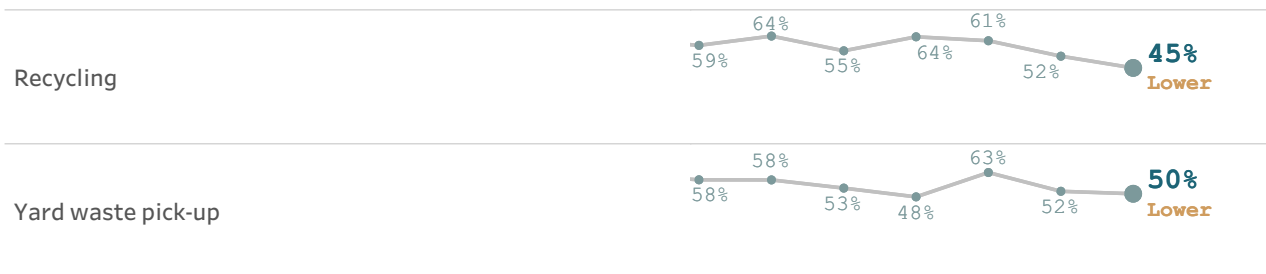 64% 61%
45%
59% 55% 64% 52%
Lower
Recycling
58% 63%
50%
58% 53% 48% 52%
Lower
Yard waste pick-up